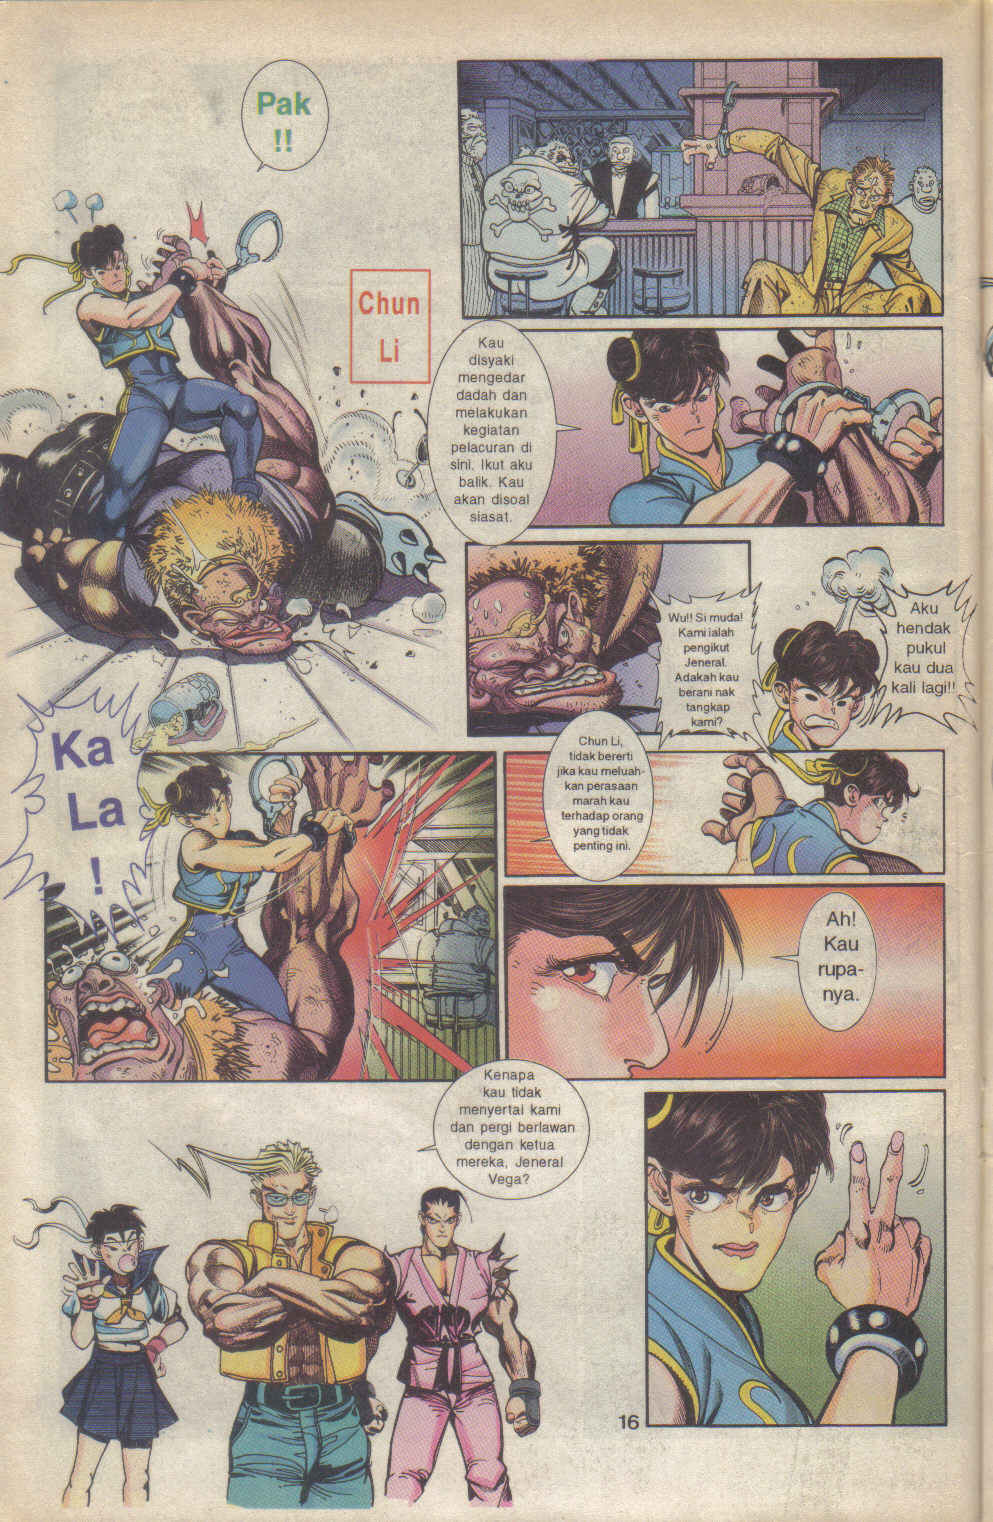 Pak
!!
Chun
Li
Kau
disyaki
mengedar
dadah dan
melakukan
kegiatan
pelacuran di
sini. Ikut aku
balik. Kau
akan disoal
siasat.
Wu!! Si muda!
Kami ialah
pengikut
Jeneral.
Adakah kau
berani nak
tangkap
kami?
Aku
hendak
pukul
kau dua
kali lagi!!
Ka
La
!
Chun Li,
tidak bererti
jika kau meluah-
kan perasaan
marah kau
terhadap orang
yang tidak
penting ini.
Ah!
Kau
rupa-
nya.
Kenapa
kau tidak
menyertai kami
dan pergi berlawan
dengan ketua
mereka, Jeneral
Vega?
16